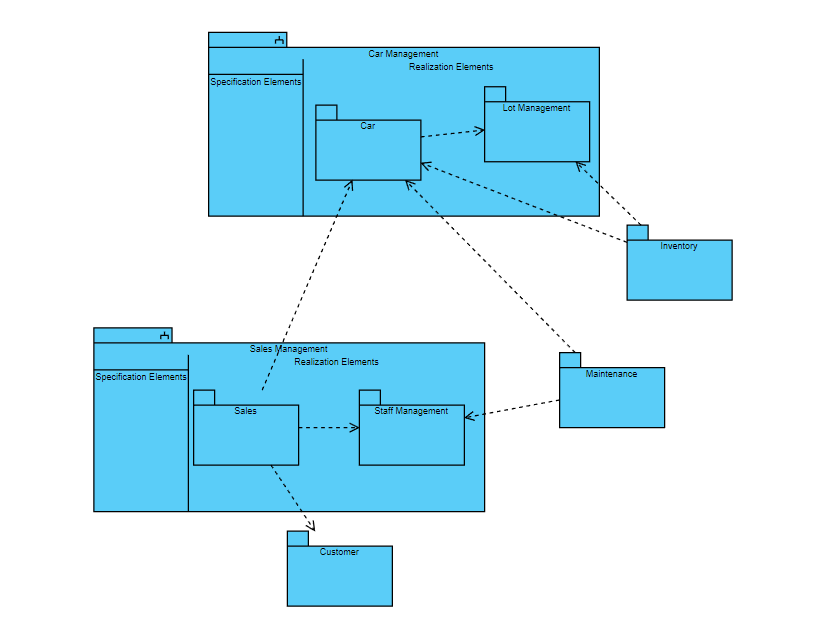 Car Management
Realization Elements
Specification Elements
Lot Management
Car
Inventory
Sales Management
Realization Elements
Specification Elements
Maintenance
Sales
Staff Management
Customer